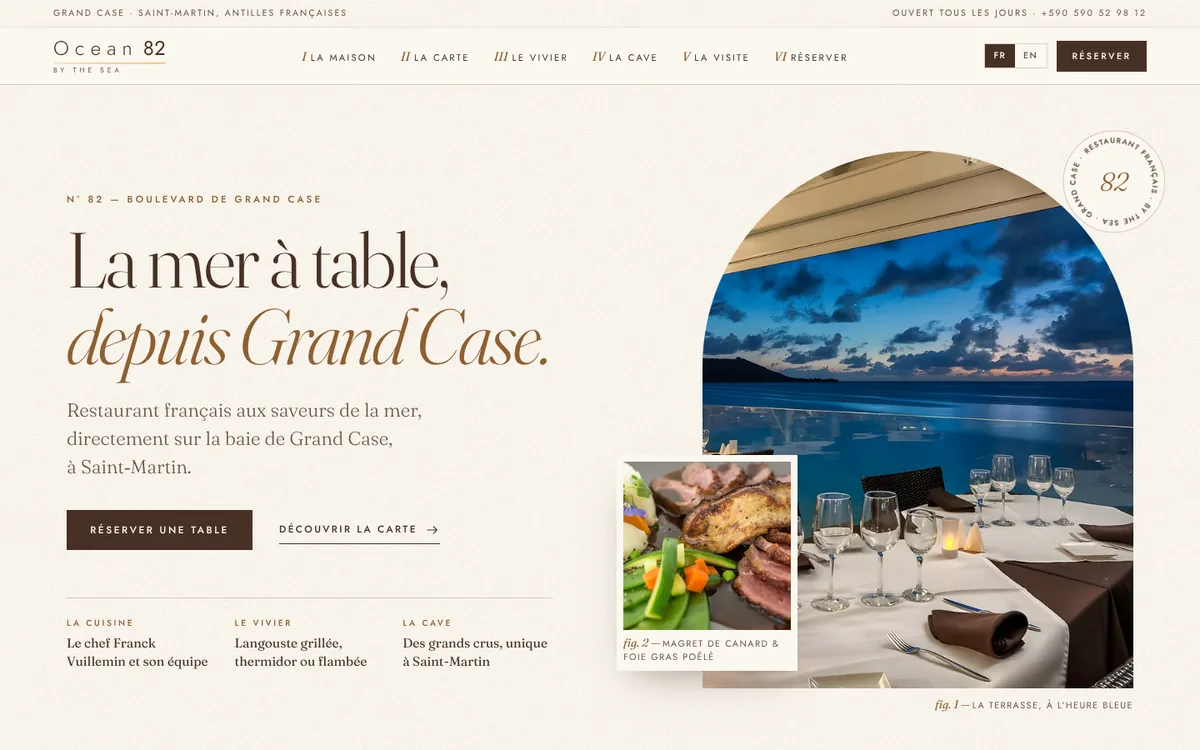 GRAND CASE · SAINT-MARTIN, ANTILLES FRANÇAISES
OUVERT TOUS LES JOURS · +590 590 52 98 12
Ocean 82
BY THE SEA
I LA MAISON
II LA CARTE
III LE VIVIER
IV LA CAVE
V LA VISITE
VI RÉSERVER
FR
EN
RÉSERVER
RESTAURANT FRANÇAIS · BY THE SEA · GRAND CASE ·
82
N° 82 — BOULEVARD DE GRAND CASE
La mer à table,
depuis Grand Case.
Restaurant français aux saveurs de la mer,
directement sur la baie de Grand Case,
à Saint-Martin.
RÉSERVER UNE TABLE
DÉCOUVRIR LA CARTE →
LA CUISINE
Le chef Franck
Vuillemin et son équipe
LE VIVIER
Langouste grillée,
thermidor ou flambée
LA CAVE
Des grands crus, unique
à Saint-Martin
fig. 2 — MAGRET DE CANARD &
FOIE GRAS POÊLÉ
fig. 1 — LA TERRASSE, À L'HEURE BLEUE